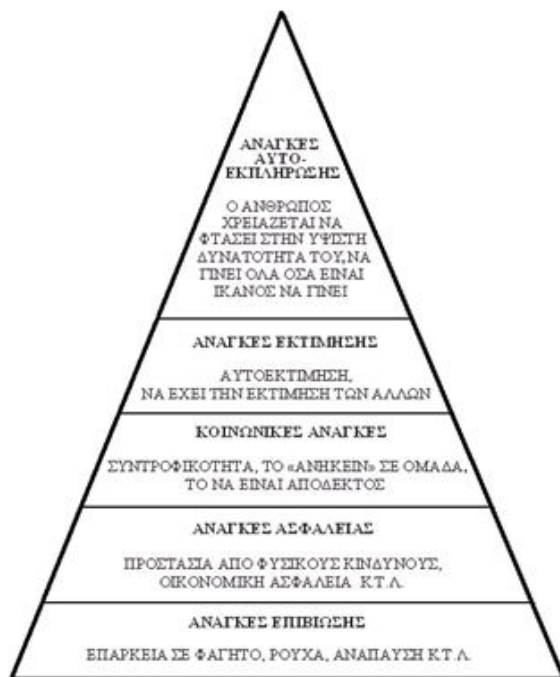 ΑΝΑΓΚΕΣ
ΑΥΤΟ-
ΕΚΠΛΗΡΩΣΗΣ
Ο ΑΝΘΡΩΠΟΣ
ΧΡΕΙΑΖΕΤΑΙ ΝΑ
ΦΤΑΣΕΙ ΣΤΗΝ ΥΨΙΣΤΗ
ΔΥΝΑΤΟΤΗΤΑ ΤΟΥ, ΝΑ
ΓΙΝΕΙ ΟΛΑ ΟΣΑ ΕΙΝΑΙ
ΙΚΑΝΟΣ ΝΑ ΓΙΝΕΙ
ΑΝΑΓΚΕΣ ΕΚΤΙΜΗΣΗΣ
ΑΥΤΟΕΚΤΙΜΗΣΗ,
ΝΑ ΕΧΕΙ ΤΗΝ ΕΚΤΙΜΗΣΗ ΤΩΝ ΑΛΛΩΝ
ΚΟΙΝΩΝΙΚΕΣ ΑΝΑΓΚΕΣ
ΣΥΝΤΡΟΦΙΚΟΤΗΤΑ, ΤΟ «ΑΝΗΚΕΙΝ» ΣΕ ΟΜΑΔΑ,
ΤΟ ΝΑ ΕΙΝΑΙ ΑΠΟΔΕΚΤΟΣ
ΑΝΑΓΚΕΣ ΑΣΦΑΛΕΙΑΣ
ΠΡΟΣΤΑΣΙΑ ΑΠΟ ΦΥΣΙΚΟΥΣ ΚΙΝΔΥΝΟΥΣ,
ΟΙΚΟΝΟΜΙΚΗ ΑΣΦΑΛΕΙΑ Κ.Τ.Λ.
ΑΝΑΓΚΕΣ ΕΠΙΒΙΩΣΗΣ
ΕΠΑΡΚΕΙΑ ΣΕ ΦΑΓΗΤΟ, ΡΟΥΧΑ, ΑΝΑΠΑΥΣΗ Κ.Τ.Λ.